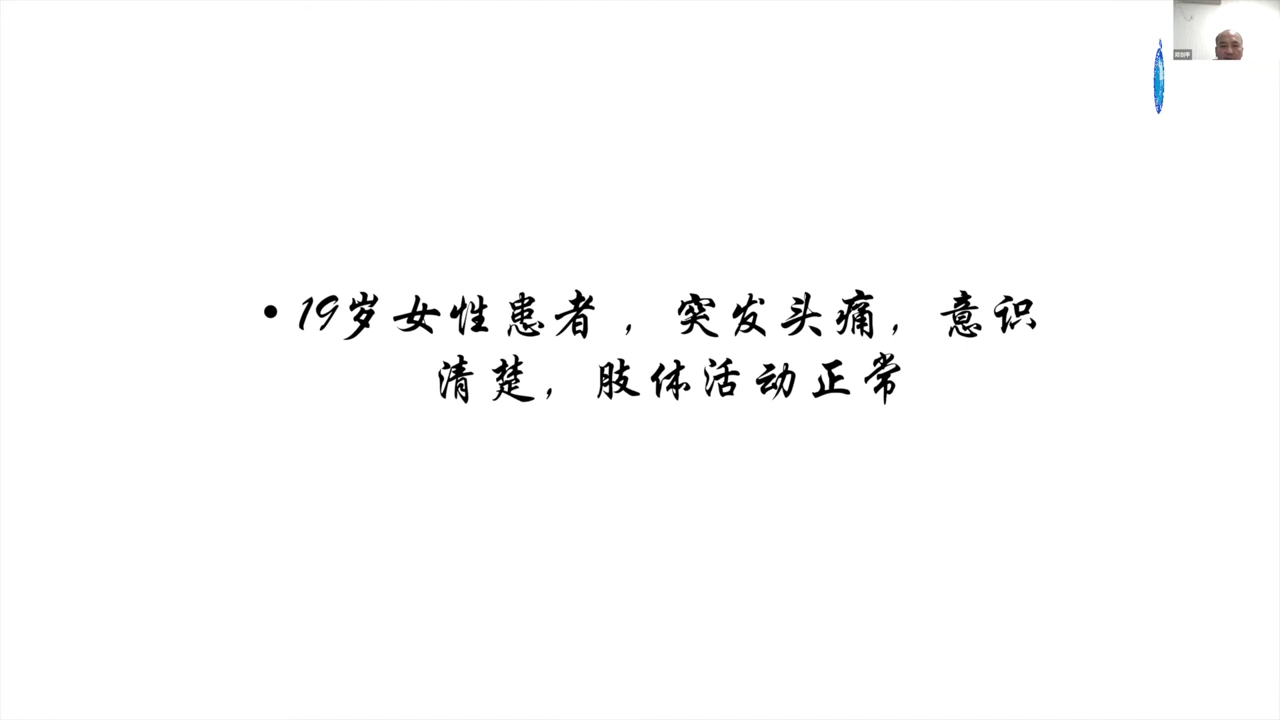 • 19岁女性患者，突发头痛，意识
清楚，肢体活动正常